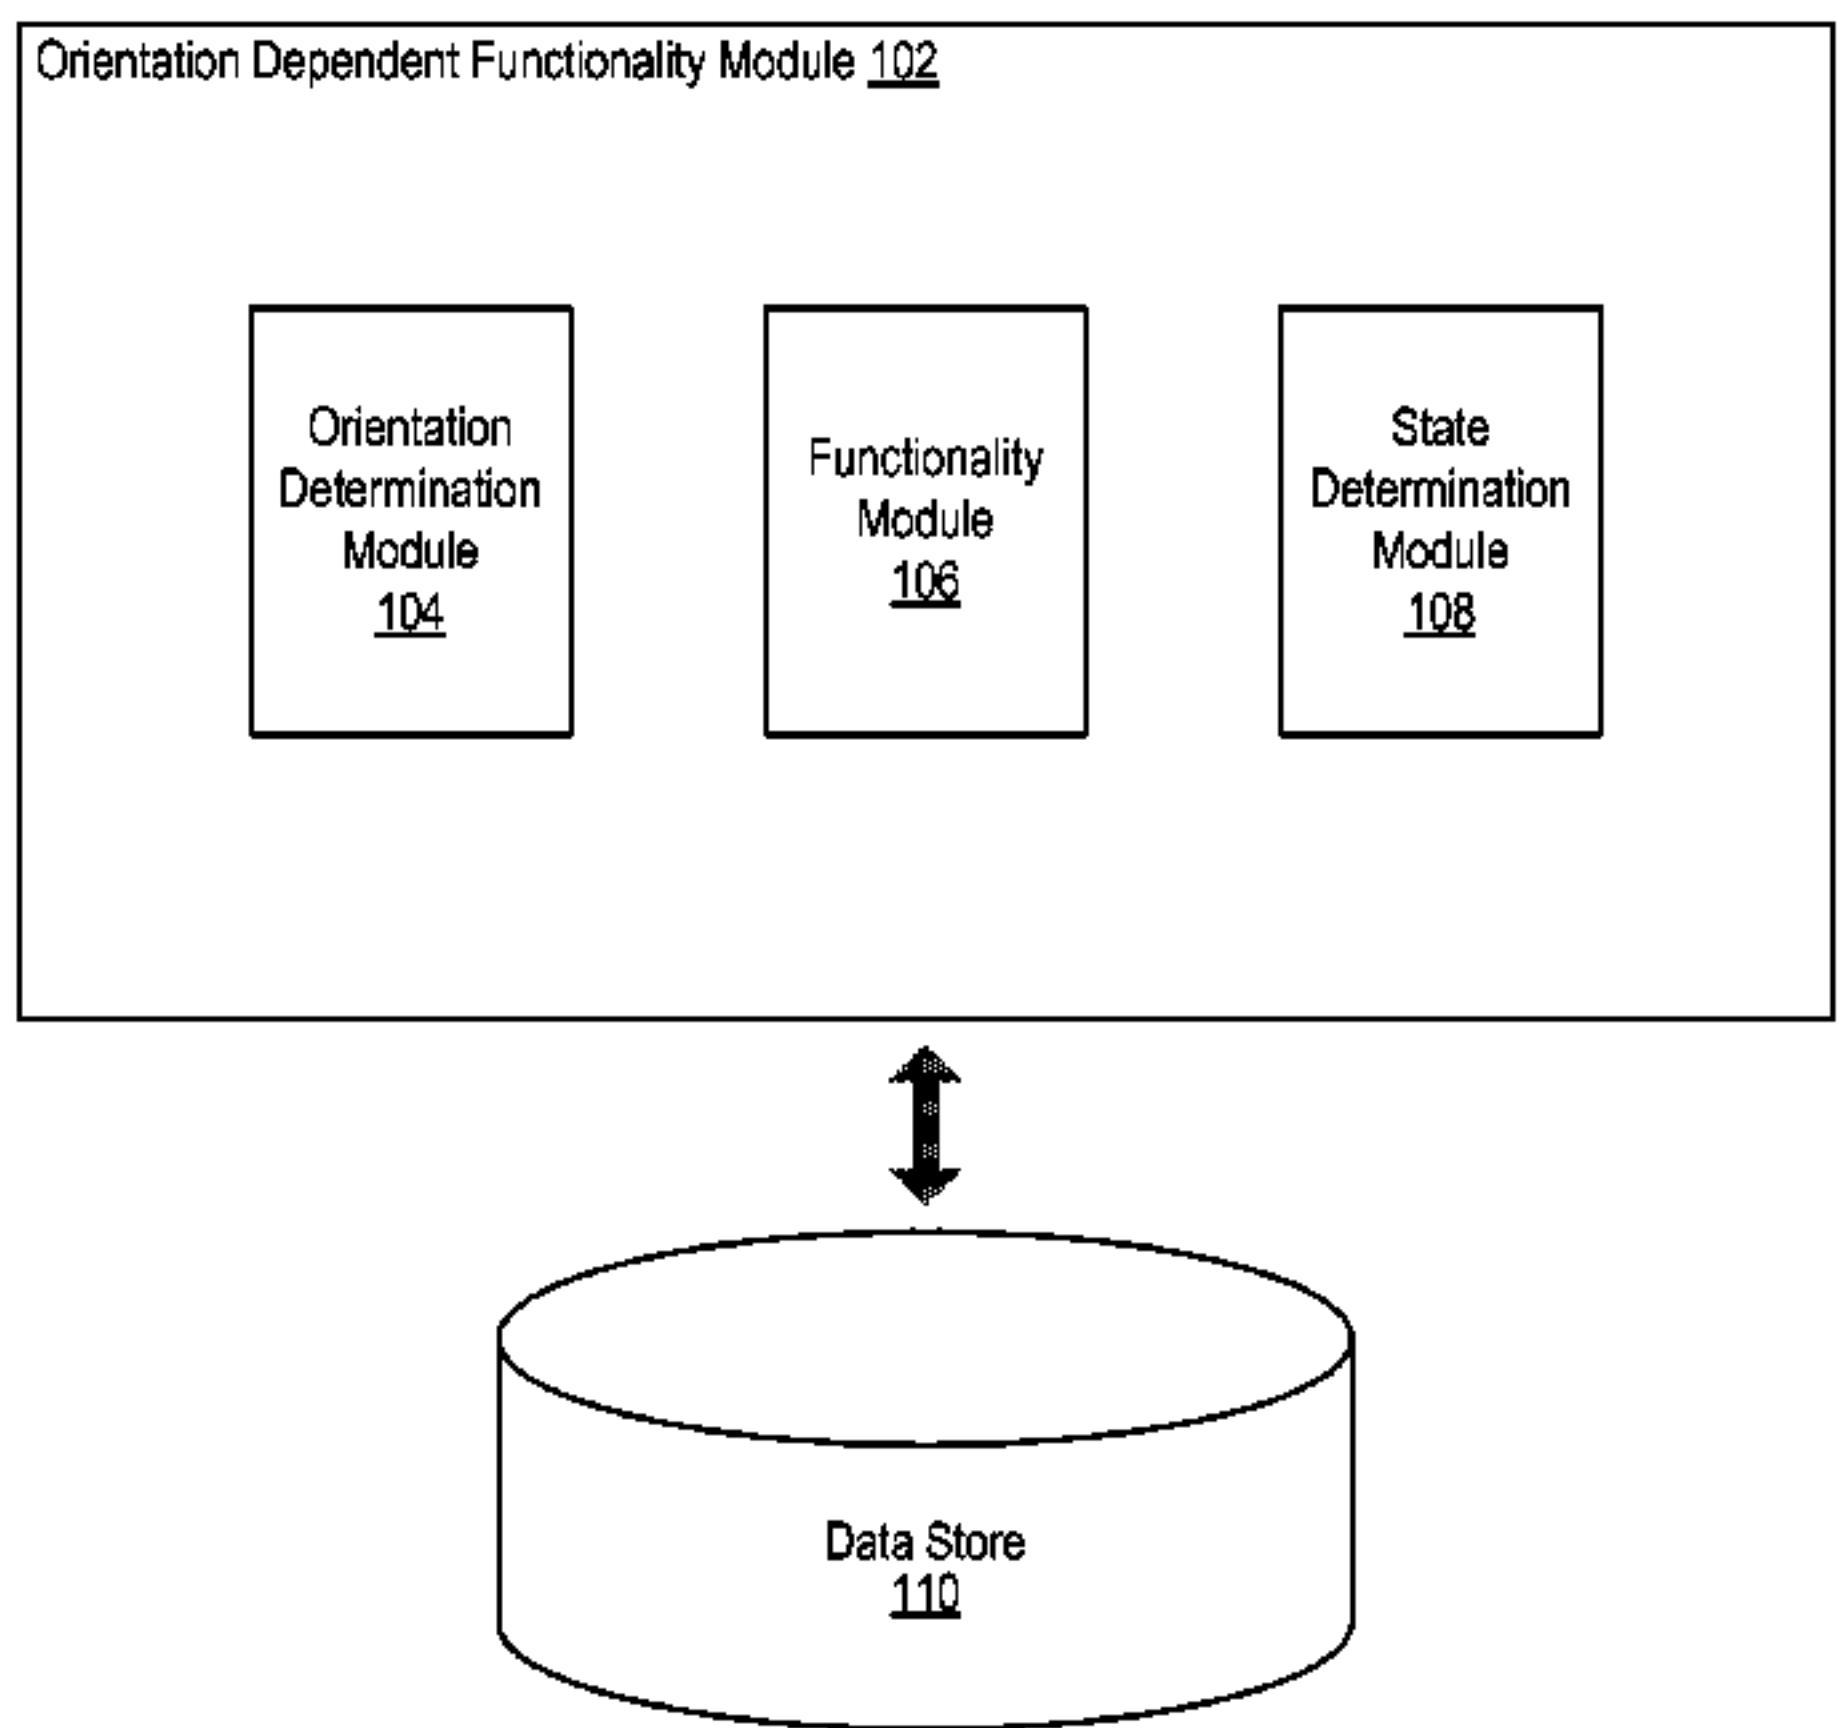 Orientation Dependent Functionality Module 102
Orientation
Determination
Module
104
Functionality
Module
106
State
Determination
Module
108
Data Store
110